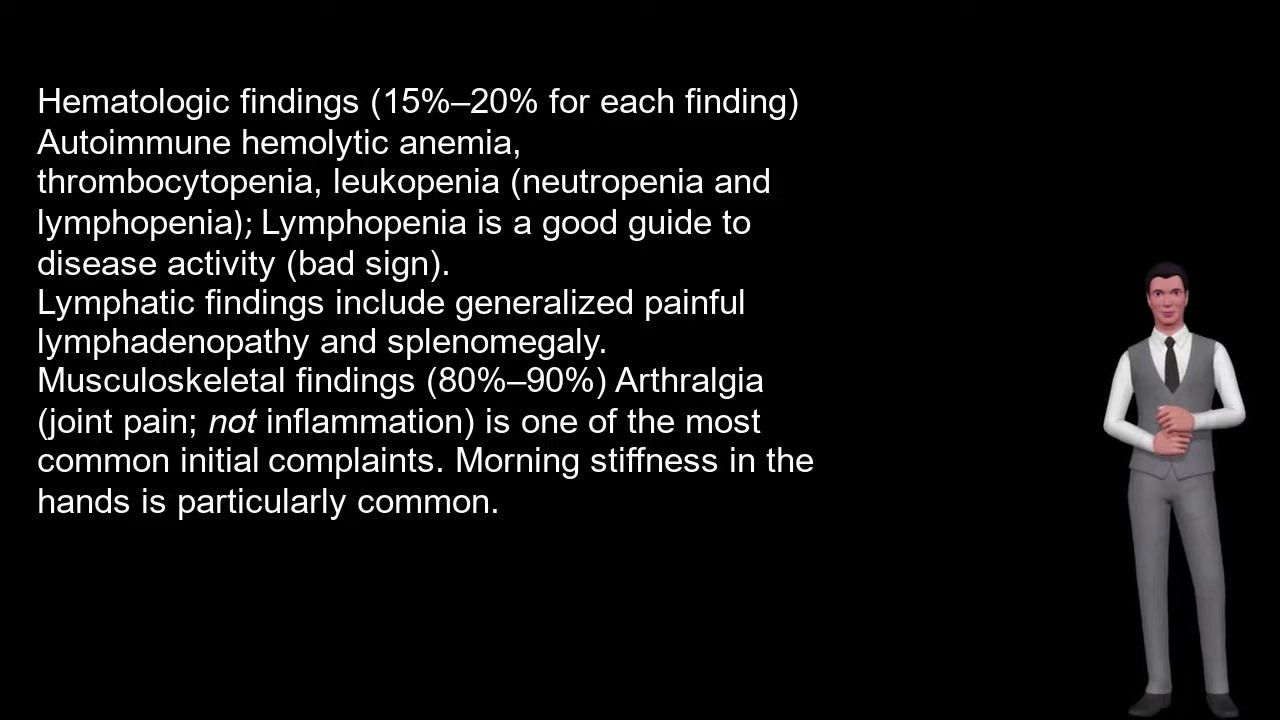 Hematologic findings (15%–20% for each finding)
Autoimmune hemolytic anemia,
thrombocytopenia, leukopenia (neutropenia and
lymphopenia); Lymphopenia is a good guide to
disease activity (bad sign).
Lymphatic findings include generalized painful
lymphadenopathy and splenomegaly.
Musculoskeletal findings (80%–90%) Arthralgia
(joint pain; not inflammation) is one of the most
common initial complaints. Morning stiffness in the
hands is particularly common.